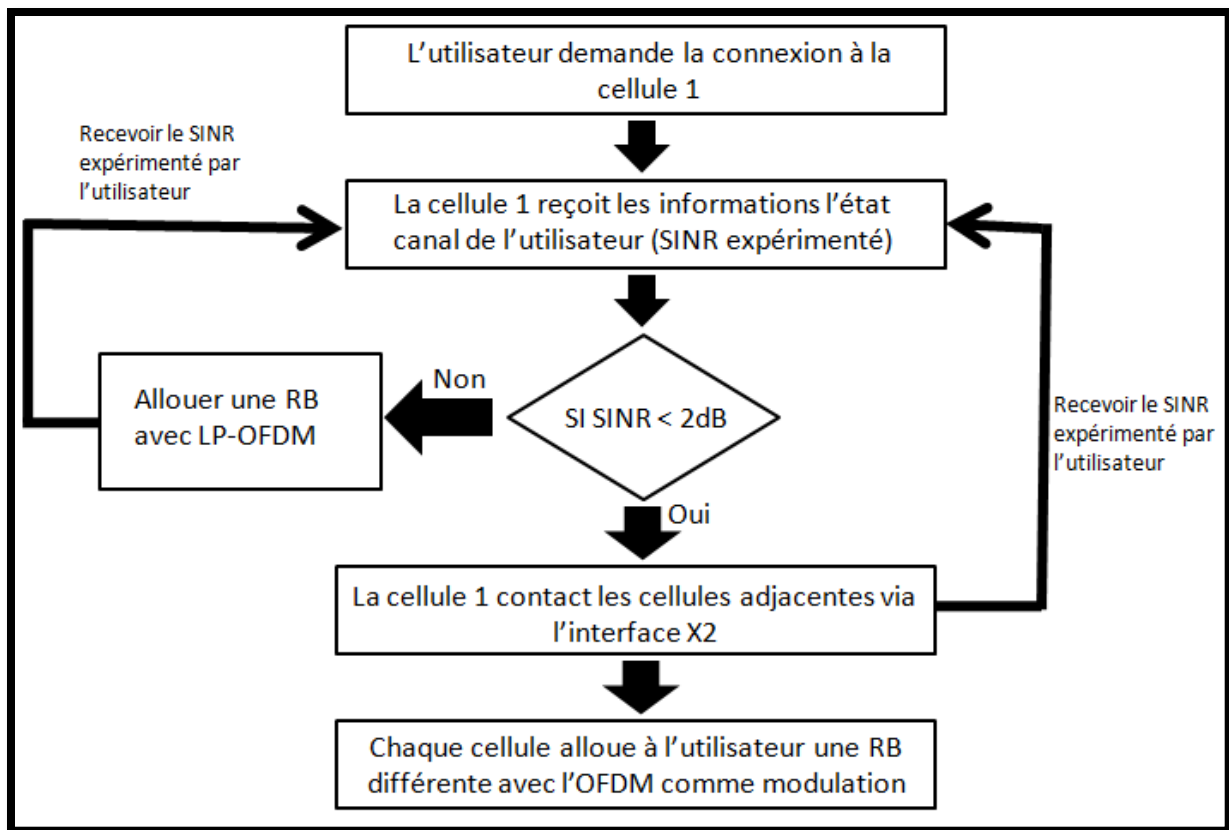 L'utilisateur demande la connexion à la
cellule 1
Recevoir le SINR
expérimenté par
l'utilisateur
La cellule 1 reçoit les informations l'état
canal de l'utilisateur (SINR expérimenté)
Allouer une RB
avec LP-OFDM
Non
SI SINR < 2dB
Recevoir le SINR
expérimenté par
l'utilisateur
Oui
La cellule 1 contact les cellules adjacentes via
l'interface X2
Chaque cellule alloue à l'utilisateur une RB
différente avec l'OFDM comme modulation